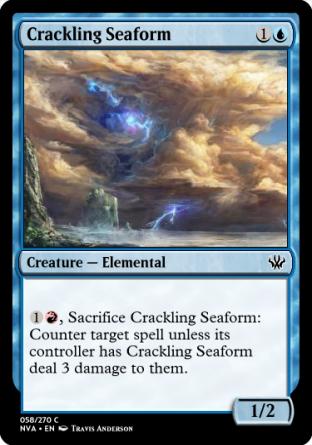 Crackling Seaform 1
Creature — Elemental
1, Sacrifice Crackling Seaform:
Counter target spell unless its
controller has Crackling Seaform
deal 3 damage to them.
1/2
058/270 C
NVA • EN Travis Anderson